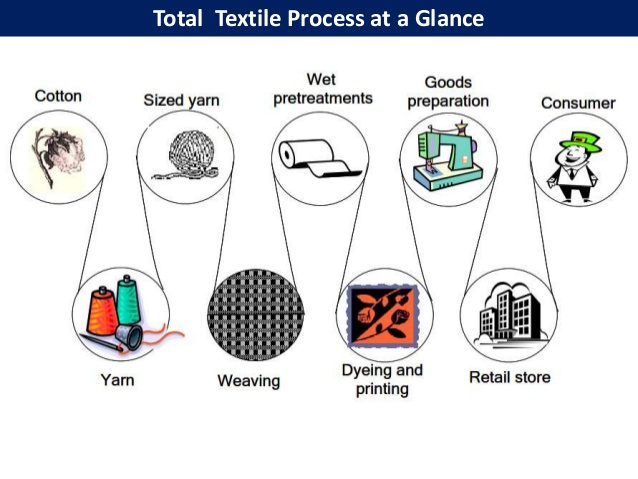 Total Textile Process at a Glance
Cotton
Sized yarn
Wet
pretreatments
Goods
preparation
Consumer
Yarn
Weaving
Dyeing and
printing
Retail store